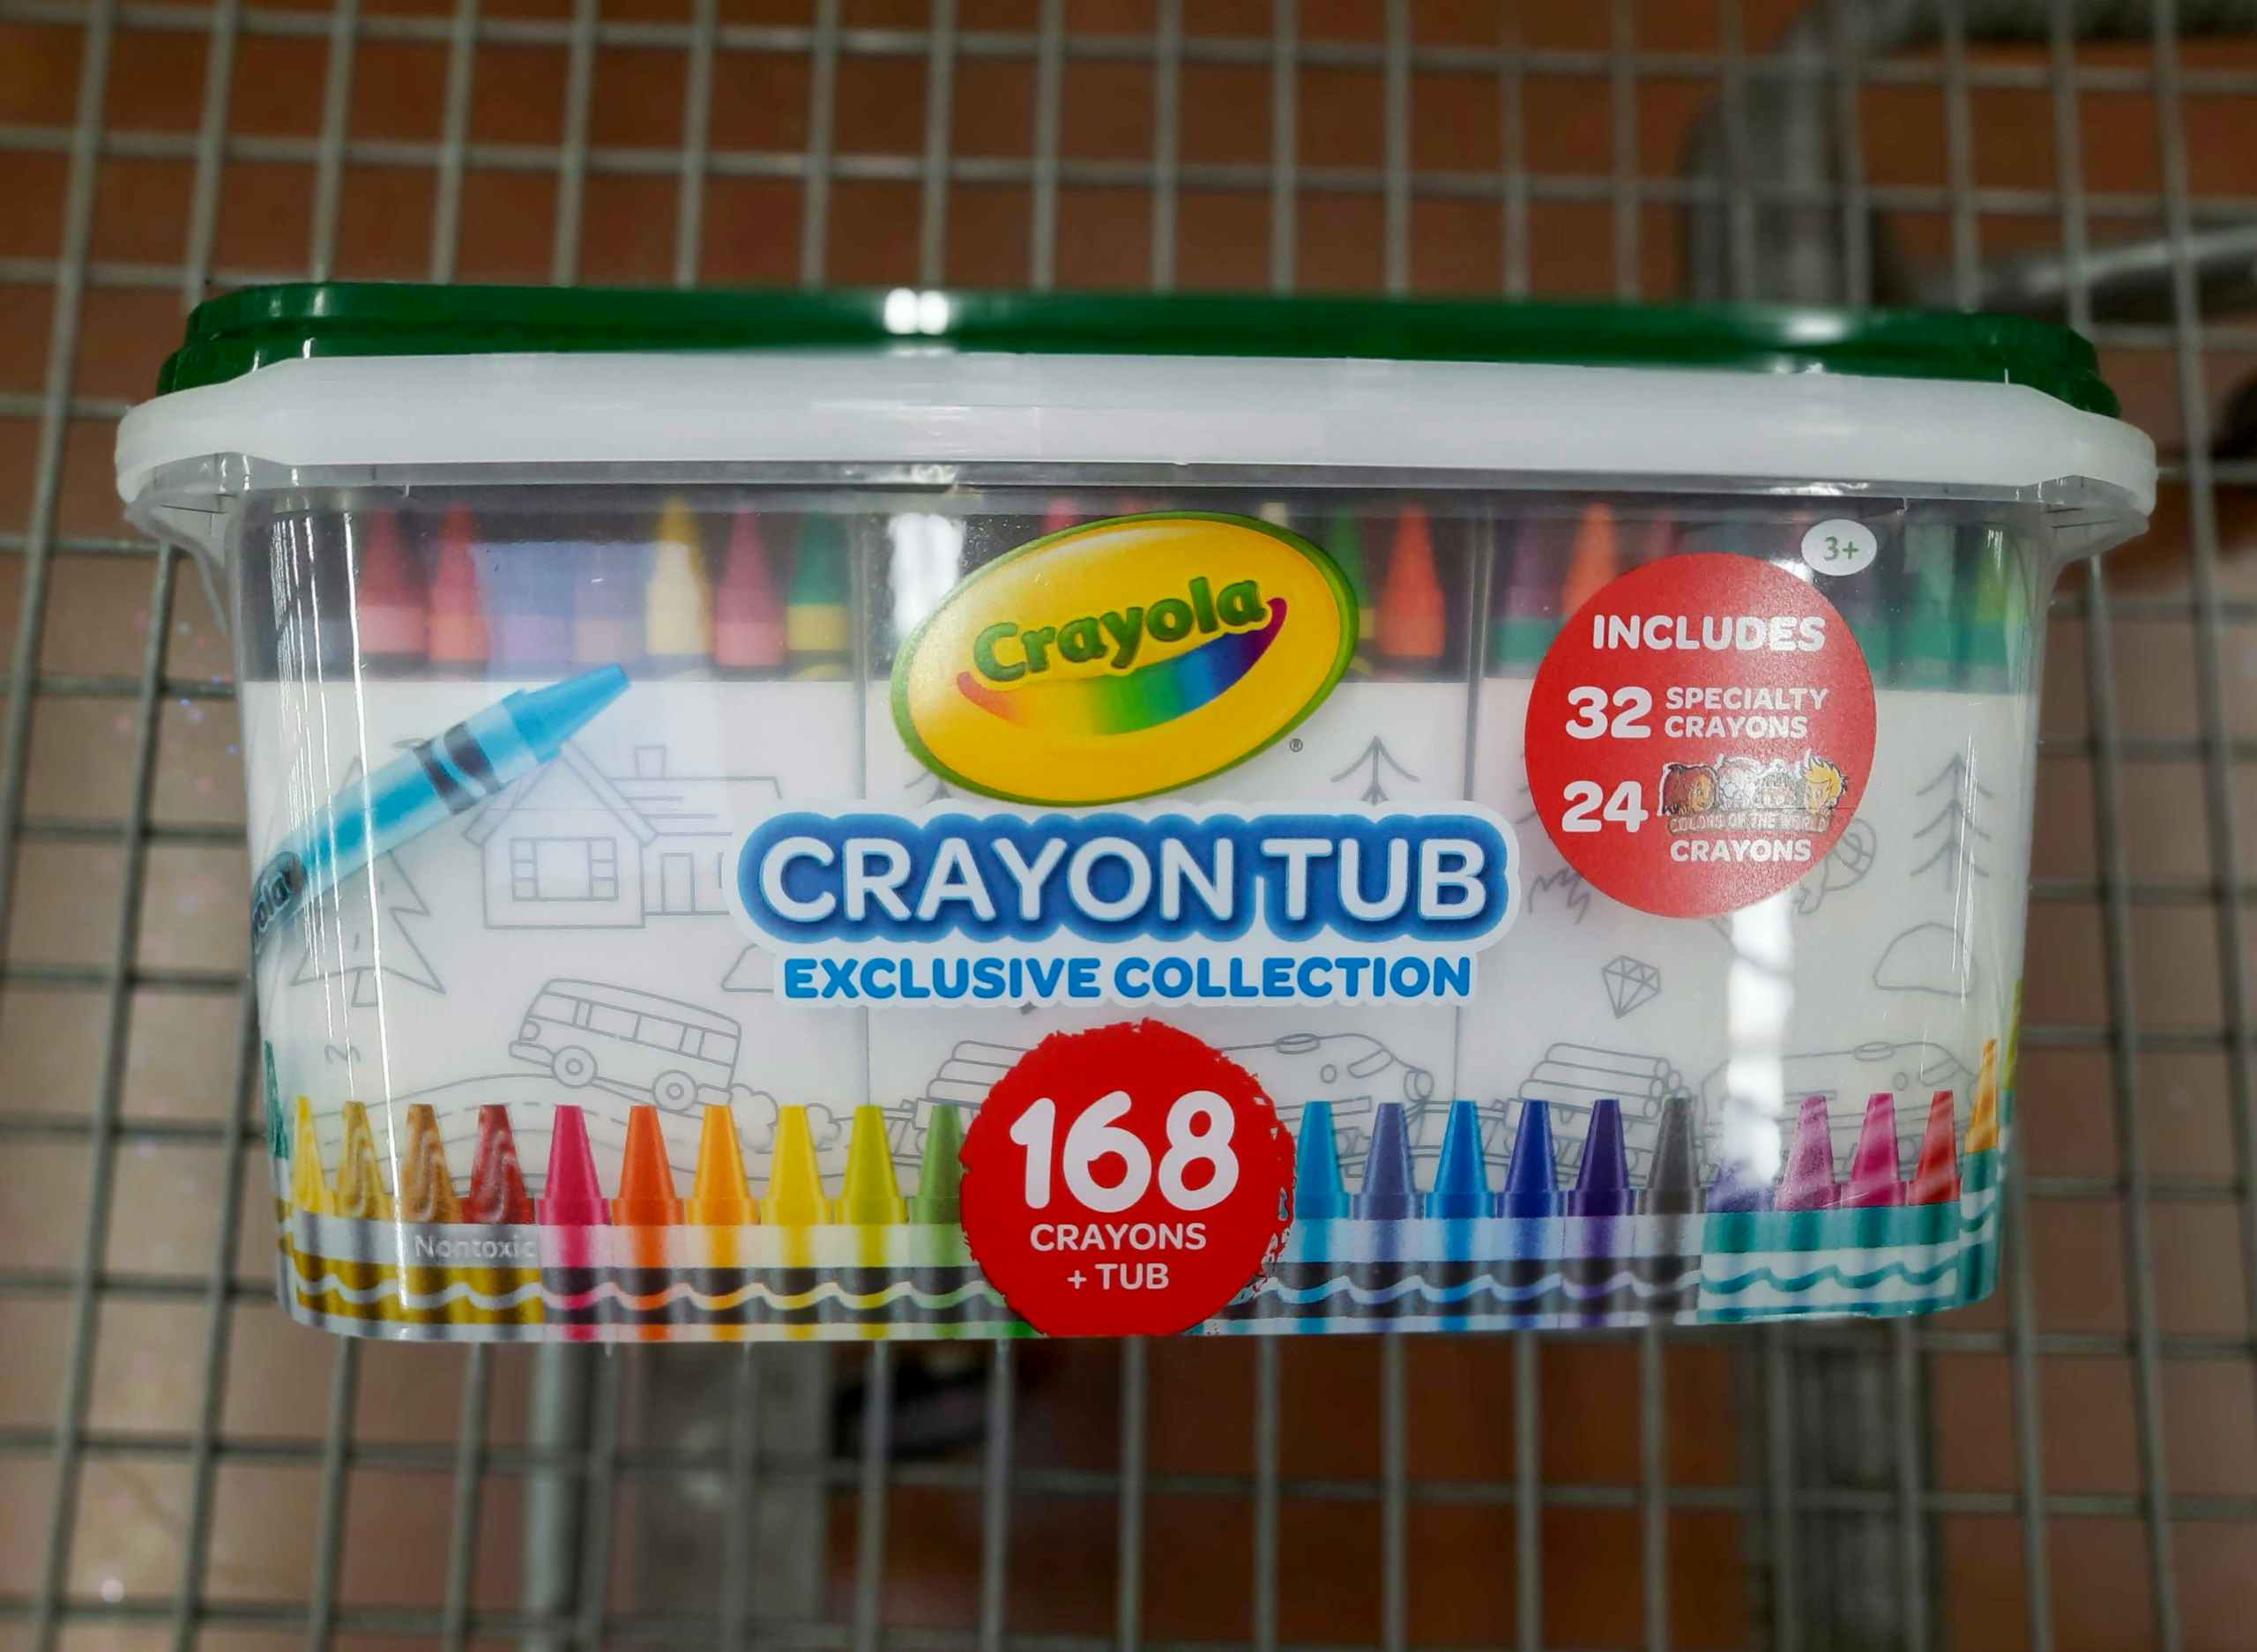 3+
Crayola
®
INCLUDES
32 SPECIALTY
CRAYONS
24 COLORS OF THE WORLD
CRAYONS
CRAYON TUB
EXCLUSIVE COLLECTION
168
CRAYONS
+ TUB
Nontoxic